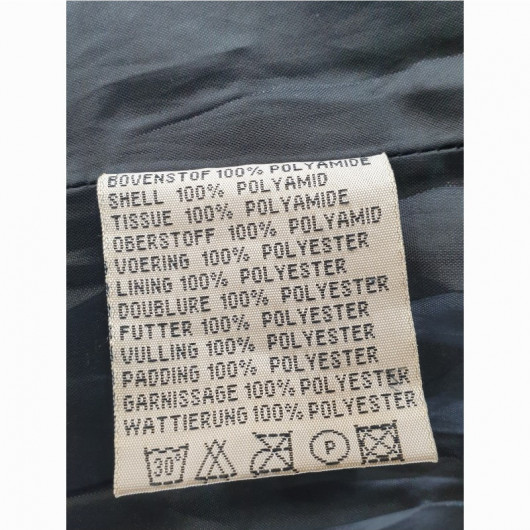 BOVENSTOF 100% POLYAMIDE
SHELL 100% POLYAMID
TISSUE 100% POLYAMIDE
OBERSTOFF 100% POLYAMID
VOERING 100% POLYESTER
LINING 100% POLYESTER
DOUBLURE 100% POLYESTER
FUTTER 100% POLYESTER
VULLING 100% POLYESTER
PADDING 100% POLYESTER
GARNISSAGE 100% POLYESTER
WATTIERUNG 100% POLYESTER
30° P